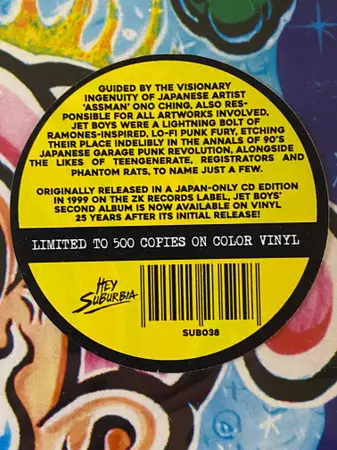 GUIDED BY THE VISIONARY
INGENUITY OF JAPANESE ARTIST
'ASSMAN' ONO CHING, ALSO RES-
PONSIBLE FOR ALL ARTWORKS INVOLVED,
JET BOYS WERE A LIGHTNING BOLT OF
RAMONES-INSPIRED, LO-FI PUNK FURY, ETCHING
THEIR PLACE INDELIBLY IN THE ANNALS OF 90'S
JAPANESE GARAGE PUNK REVOLUTION, ALONGSIDE
THE LIKES OF TEENGENERATE, REGISTRATORS AND
PHANTOM RATS, TO NAME JUST A FEW.
ORIGINALLY RELEASED IN A JAPAN-ONLY CD EDITION
IN 1999 ON THE ZK RECORDS LABEL, JET BOYS'
SECOND ALBUM IS NOW AVAILABLE ON VINYL
25 YEARS AFTER ITS INITIAL RELEASE!
LIMITED TO 500 COPIES ON COLOR VINYL
HEY
SUBURBIA
SUB038